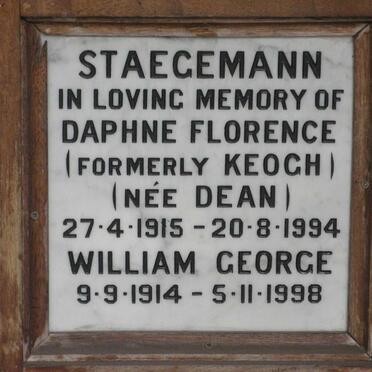 STAEGEMANN
IN LOVING MEMORY OF
DAPHNE FLORENCE
(FORMERLY KEOGH)
(NÉE DEAN)
27·4·1915 – 20·8·1994
WILLIAM GEORGE
9·9·1914 – 5·11·1998